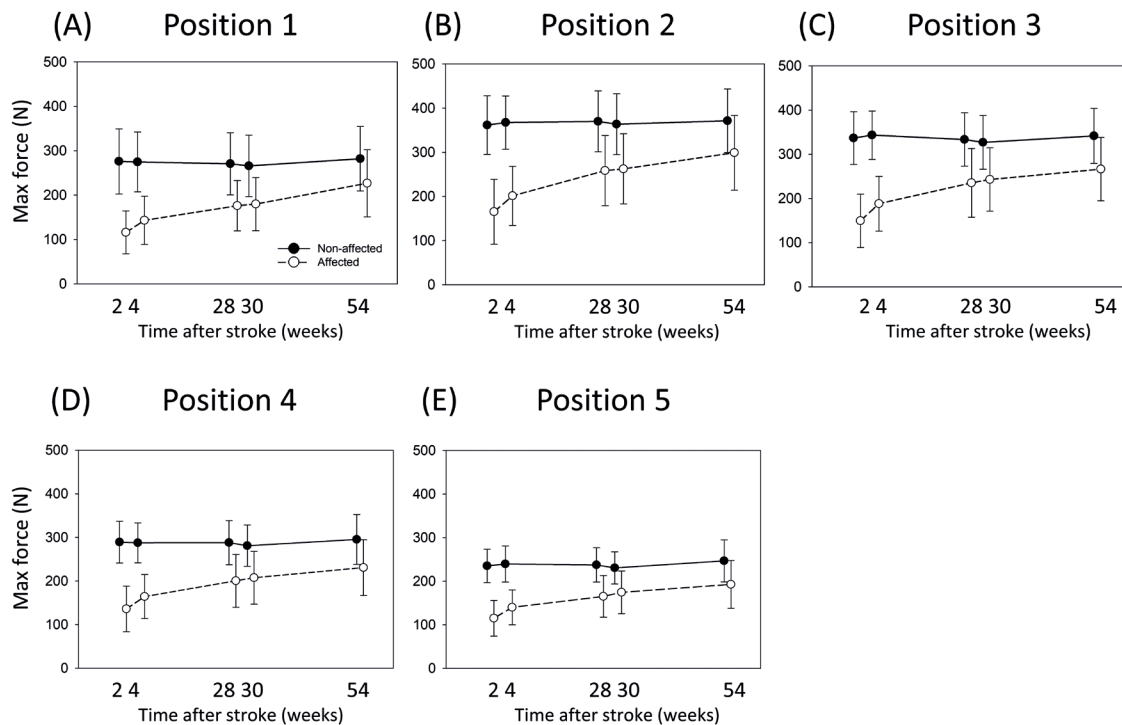 (A) Position 1
(B) Position 2
(C) Position 3
Max force (N)
500
400
300
200
100
0
Non-affected
Affected
2 4 28 30 54
Time after stroke (weeks)
500
400
300
200
100
0
2 4 28 30 54
Time after stroke (weeks)
500
400
300
200
100
0
2 4 28 30 54
Time after stroke (weeks)
(D) Position 4
(E) Position 5
Max force (N)
500
400
300
200
100
0
2 4 28 30 54
Time after stroke (weeks)
500
400
300
200
100
0
2 4 28 30 54
Time after stroke (weeks)